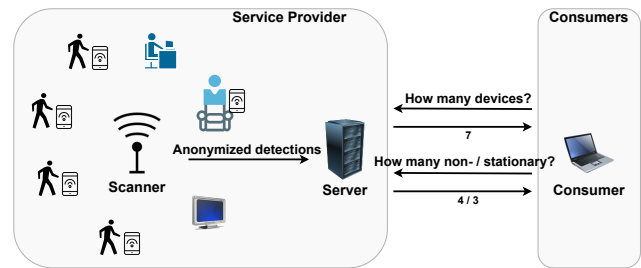 Service Provider
Consumers
How many devices?
7
Anonymized detections
How many non- / stationary?
Scanner
Server
Consumer
4 / 3